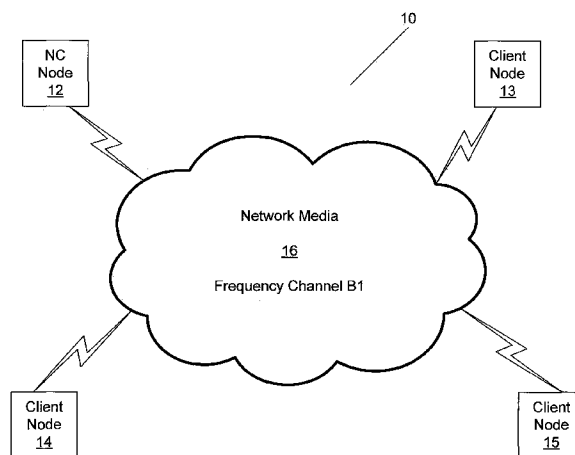 10
NC
Node
12
Client
Node
13
Network Media
16
Frequency Channel B1
Client
Node
14
Client
Node
15